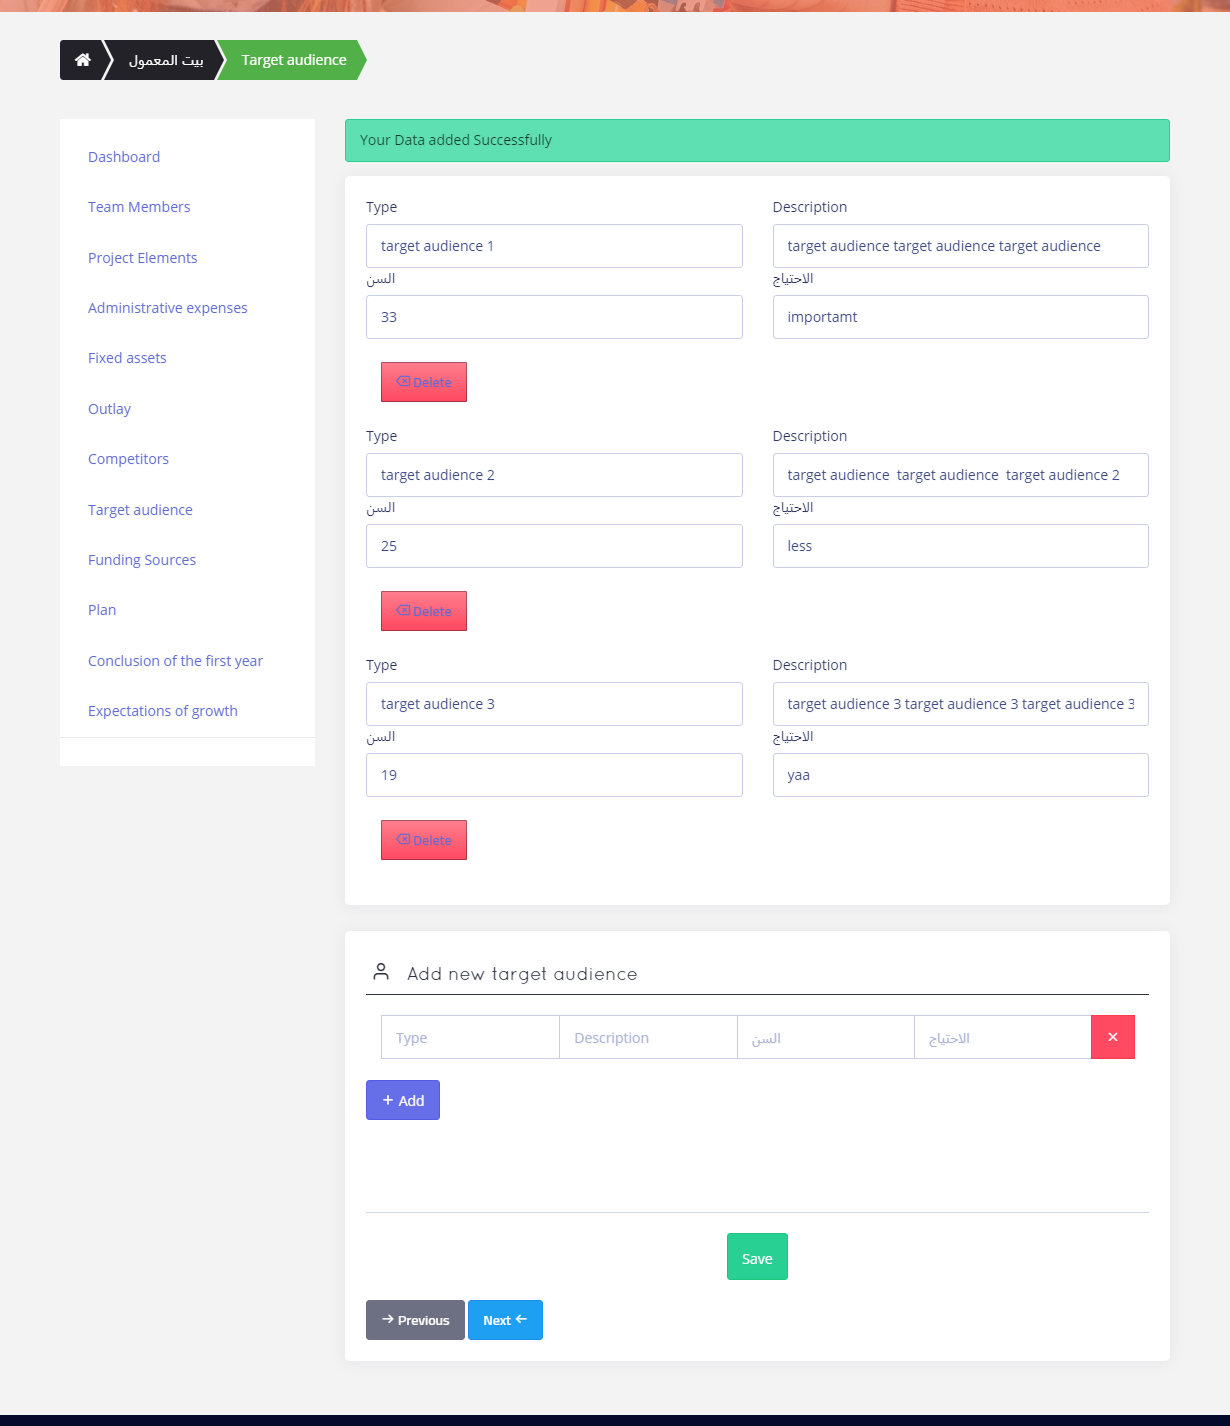 بيت المعمول
Target audience
Dashboard
Team Members
Project Elements
Administrative expenses
Fixed assets
Outlay
Competitors
Target audience
Funding Sources
Plan
Conclusion of the first year
Expectations of growth
Your Data added Successfully
Type
Description
target audience 1
target audience target audience target audience
السن
الاحتياج
33
importamt
Delete
Type
Description
target audience 2
target audience  target audience  target audience 2
السن
الاحتياج
25
less
Delete
Type
Description
target audience 3
target audience 3 target audience 3 target audience 3
السن
الاحتياج
19
yaa
Delete
Add new target audience
Type
Description
السن
الاحتياج
Add
Save
Previous
Next